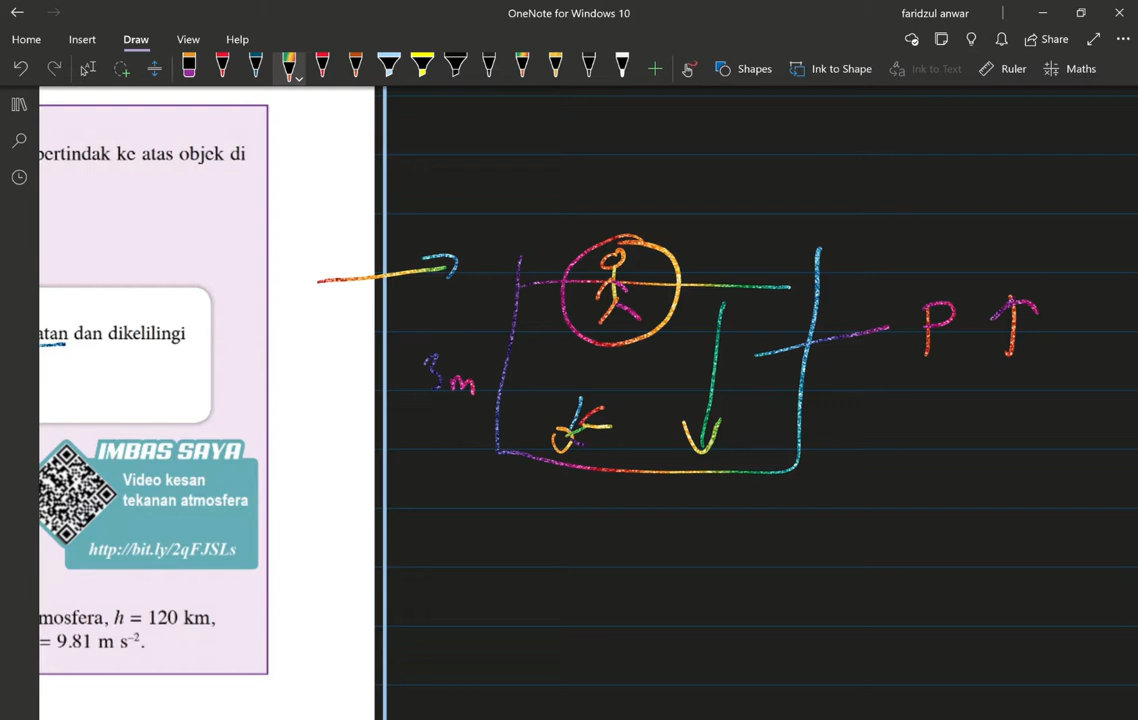 OneNote for Windows 10
faridzul anwar
Home Insert Draw View Help
Share
Shapes
Ink to Shape
Ink to Text
Ruler
Maths
bertindak ke atas objek di
atan dan dikelilingi
IMBAS SAYA
Video kesan
tekanan atmosfera
http://bit.ly/2qFJSLs
mosfera, h = 120 km,
= 9.81 m s⁻².
3m
P ↑